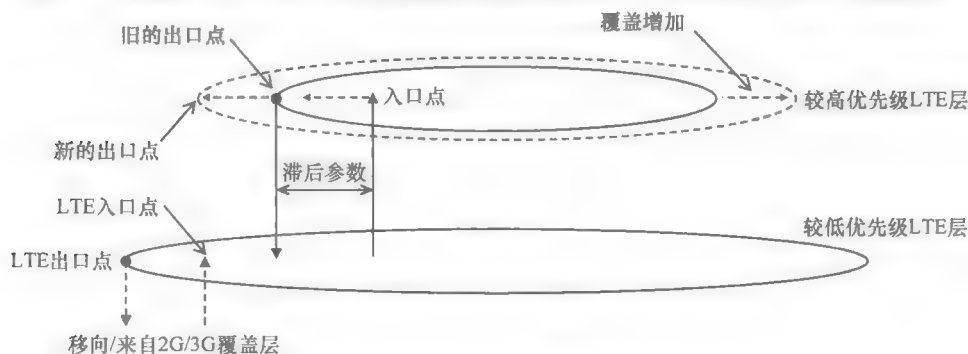 旧的出口点
覆盖增加
入口点
较高优先级LTE层
新的出口点
滞后参数
LTE入口点
较低优先级LTE层
LTE出口点
移向/来自2G/3G覆盖层